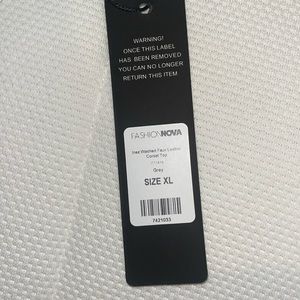 WARNING!
ONCE THIS LABEL
HAS BEEN REMOVED
YOU CAN NO LONGER
RETURN THIS ITEM
FASHIONNOVA
Washed Faux Leather
Corset Top
Grey
SIZE XL
7421033